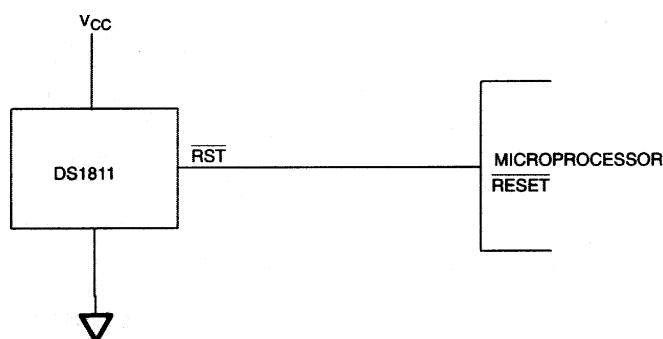 VCC
DS1811
RST
MICROPROCESSOR
RESET